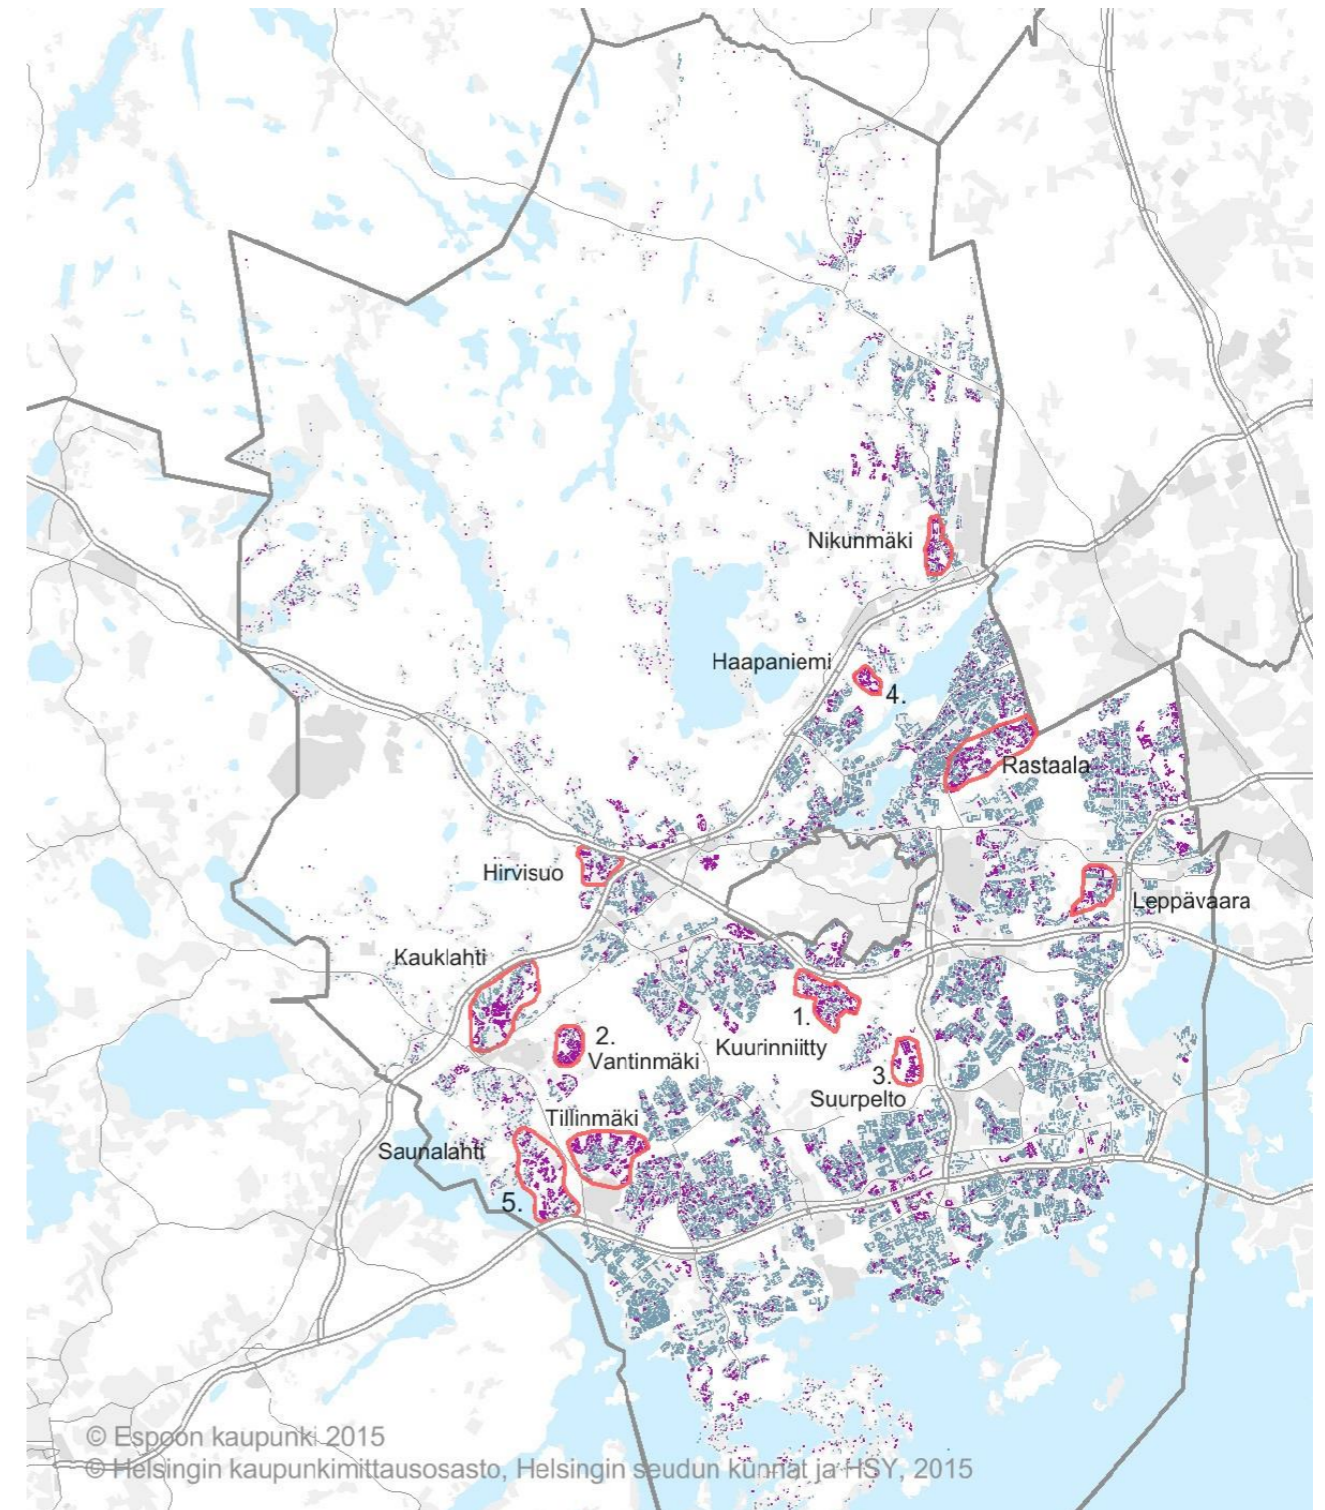 Nikunmäki
Haapaniemi
4.
Rastaala
Hirvisuo
Leppävaara
Kauklahti
1.
2.
Kuurinniitty
Vantinmäki
3.
Suurpelto
Tillinmäki
Saunalahti
5.
© Espoon kaupunki 2015
© Helsingin kaupunkimittausosasto, Helsingin seudun kunnat ja HSY, 2015